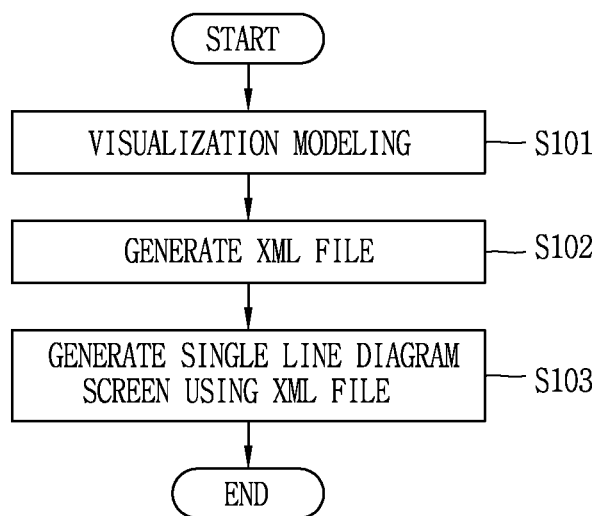 START
VISUALIZATION MODELING
S101
GENERATE XML FILE
S102
GENERATE SINGLE LINE DIAGRAM
SCREEN USING XML FILE
S103
END